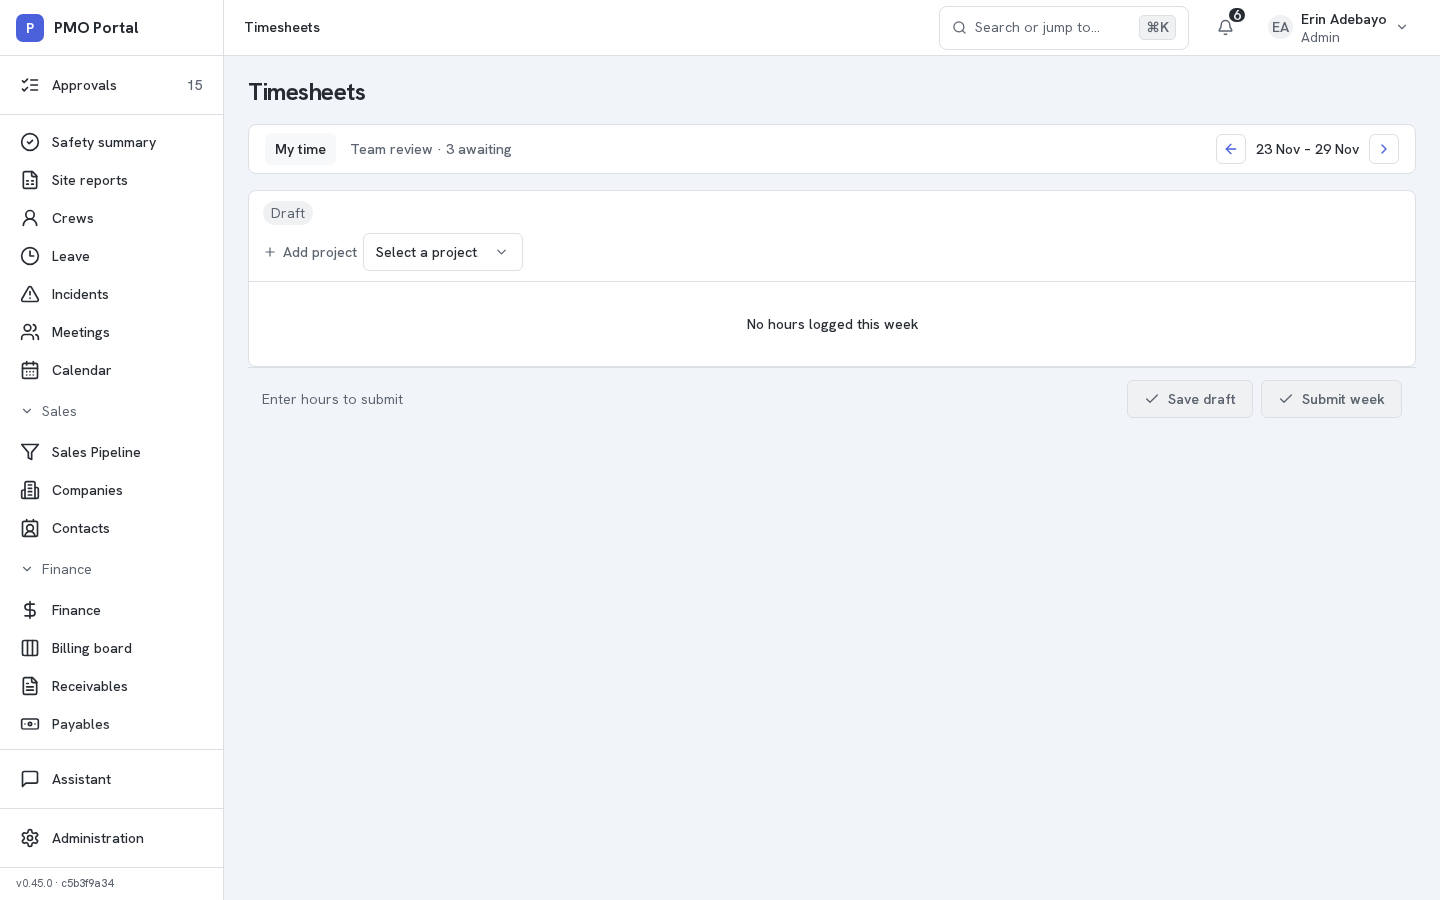 P PMO Portal
Timesheets
Search or jump to...
⌘K
6
EA
Erin Adebayo
Admin
Approvals 15
Safety summary
Site reports
Crews
Leave
Incidents
Meetings
Calendar
Sales
Sales Pipeline
Companies
Contacts
Finance
Finance
Billing board
Receivables
Payables
Assistant
Administration
v0.45.0 · c5b3f9a34
Timesheets
My time Team review · 3 awaiting
23 Nov – 29 Nov
Draft
Add project Select a project
No hours logged this week
Enter hours to submit
Save draft Submit week